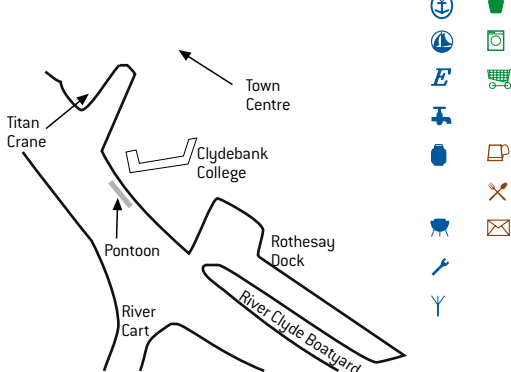 Town
Centre
Titan
Crane
Clydebank
College
Pontoon
Rothesay
Dock
River
Cart
River Clyde Boatyard
E